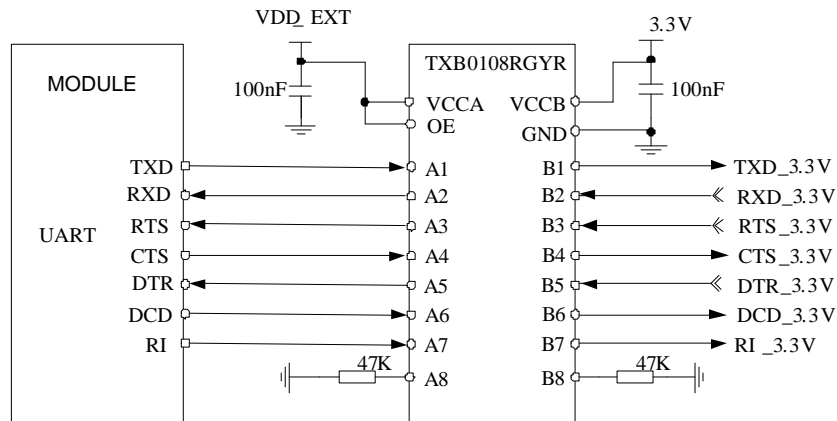 VDD_EXT
3.3V
TXB0108RGYR
MODULE
100nF
VCCA
VCCB
100nF
OE
GND
TXD
A1
B1
TXD_3.3V
RXD
A2
B2
RXD_3.3V
RTS
A3
B3
RTS_3.3V
UART
CTS
A4
B4
CTS_3.3V
DTR
A5
B5
DTR_3.3V
DCD
A6
B6
DCD_3.3V
RI
A7
B7
RI_3.3V
47K
A8
B8
47K